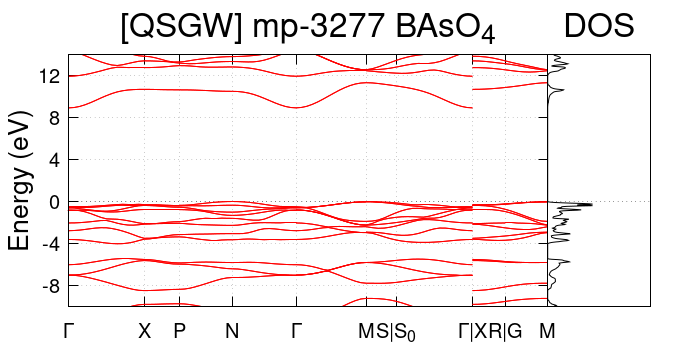 [QSGW] mp-3277 BAsO₄ DOS
Energy (eV)
12
8
4
0
-4
-8
Γ X P N Γ M S|S₀ Γ|X R|G M